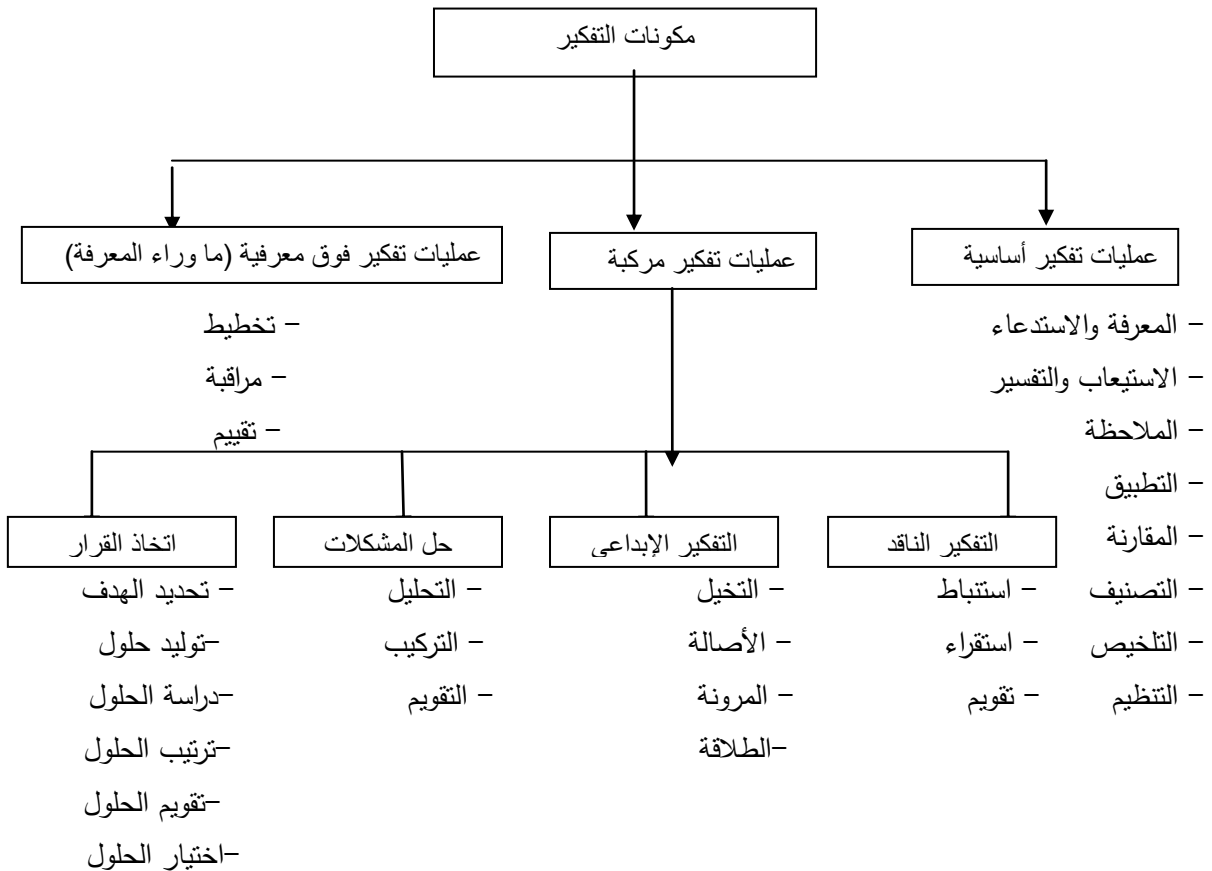 مكونات التفكير
عمليات تفكير أساسية
عمليات تفكير مركبة
عمليات تفكير فوق معرفية (ما وراء المعرفة)
- المعرفة والاستدعاء
- الاستيعاب والتفسير
- الملاحظة
- التطبيق
- المقارنة
- التصنيف
- التلخيص
- التنظيم
- تخطيط
- مراقبة
- تقييم
التفكير الناقد
- استنباط
- استقراء
- تقويم
التفكير الإبداعي
- التخيل
- الأصالة
- المرونة
-الطلاقة
حل المشكلات
- التحليل
- التركيب
- التقويم
اتخاذ القرار
- تحديد الهدف
-توليد حلول
-دراسة الحلول
-ترتيب الحلول
-تقويم الحلول
-اختيار الحلول